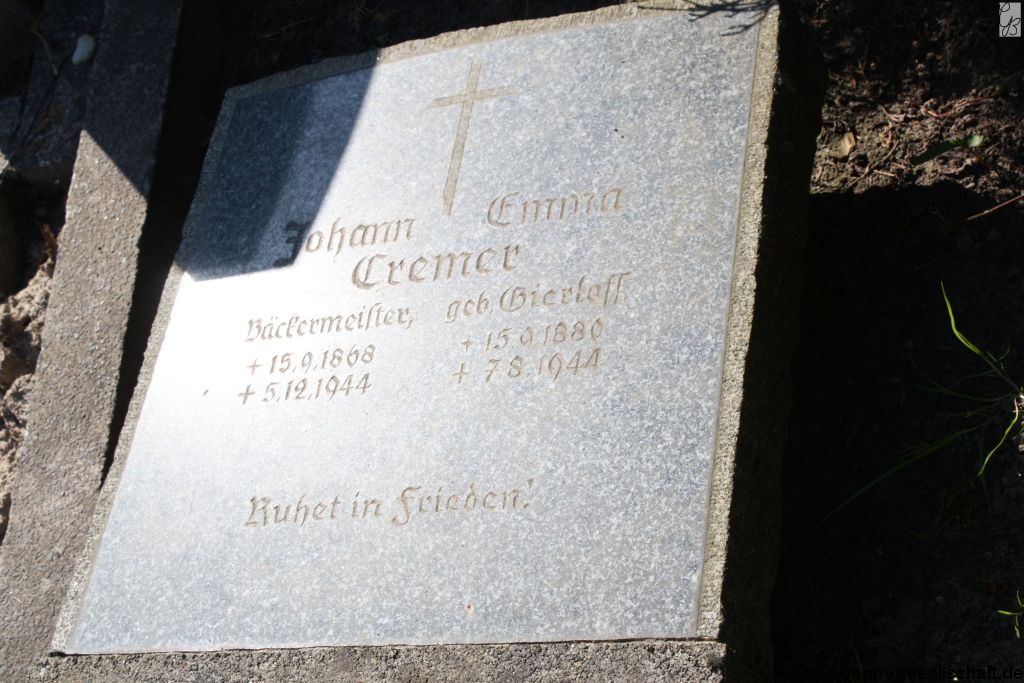 Johann Emma
Cremer
Bäckermeister, geb. Gierloff.
+ 15.9.1868 + 15.9.1880
+ 5.12.1944 + 7.8.1944
Ruhet in Frieden!